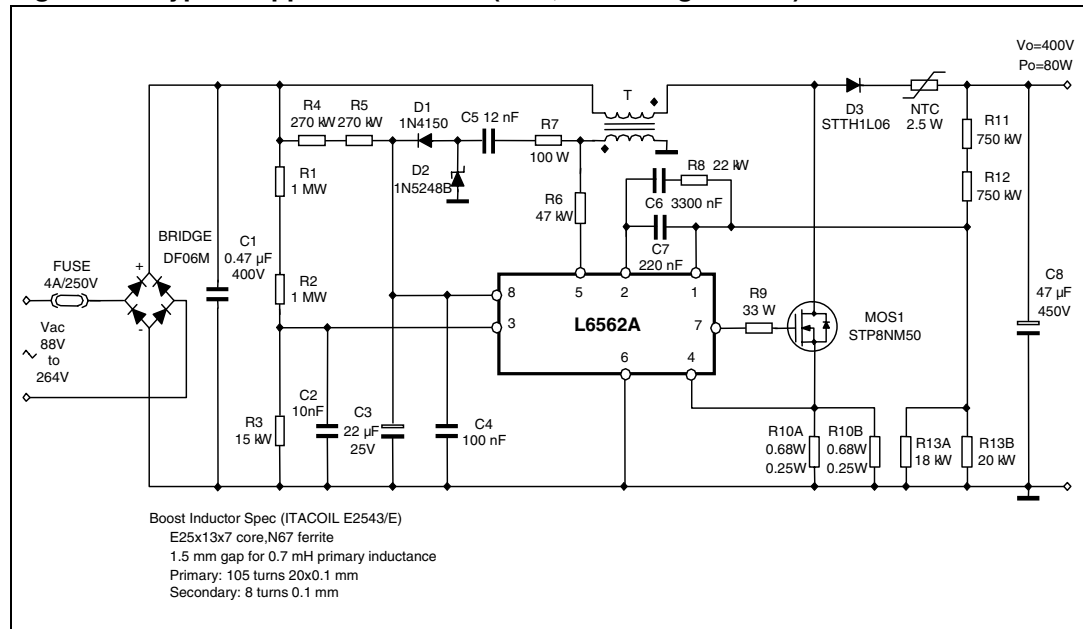 Vo=400V
Po=80W
R4
270 kW
R5
270 kW
D1
1N4150
C5 12 nF
R7
100 W
T
D3
STTH1L06
NTC
2.5 W
R11
750 kW
R12
750 kW
D2
1N5248B
R1
1 MW
R8 22 kW
C6 3300 nF
R6
47 kW
C7
220 nF
BRIDGE
DF06M
+
-
C1
0.47 µF
400V
FUSE
4A/250V
R2
1 MW
Vac
88V
to
264V
8
3
5
2
1
L6562A
7
6
4
R9
33 W
MOS1
STP8NM50
C8
47 µF
450V
R3
15 kW
C2
10nF
C3
22 µF
25V
C4
100 nF
R10A
0.68W
0.25W
R10B
0.68W
0.25W
R13A
18 kW
R13B
20 kW
Boost Inductor Spec (ITACOIL E2543/E)
E25x13x7 core,N67 ferrite
1.5 mm gap for 0.7 mH primary inductance
Primary: 105 turns 20x0.1 mm
Secondary: 8 turns 0.1 mm